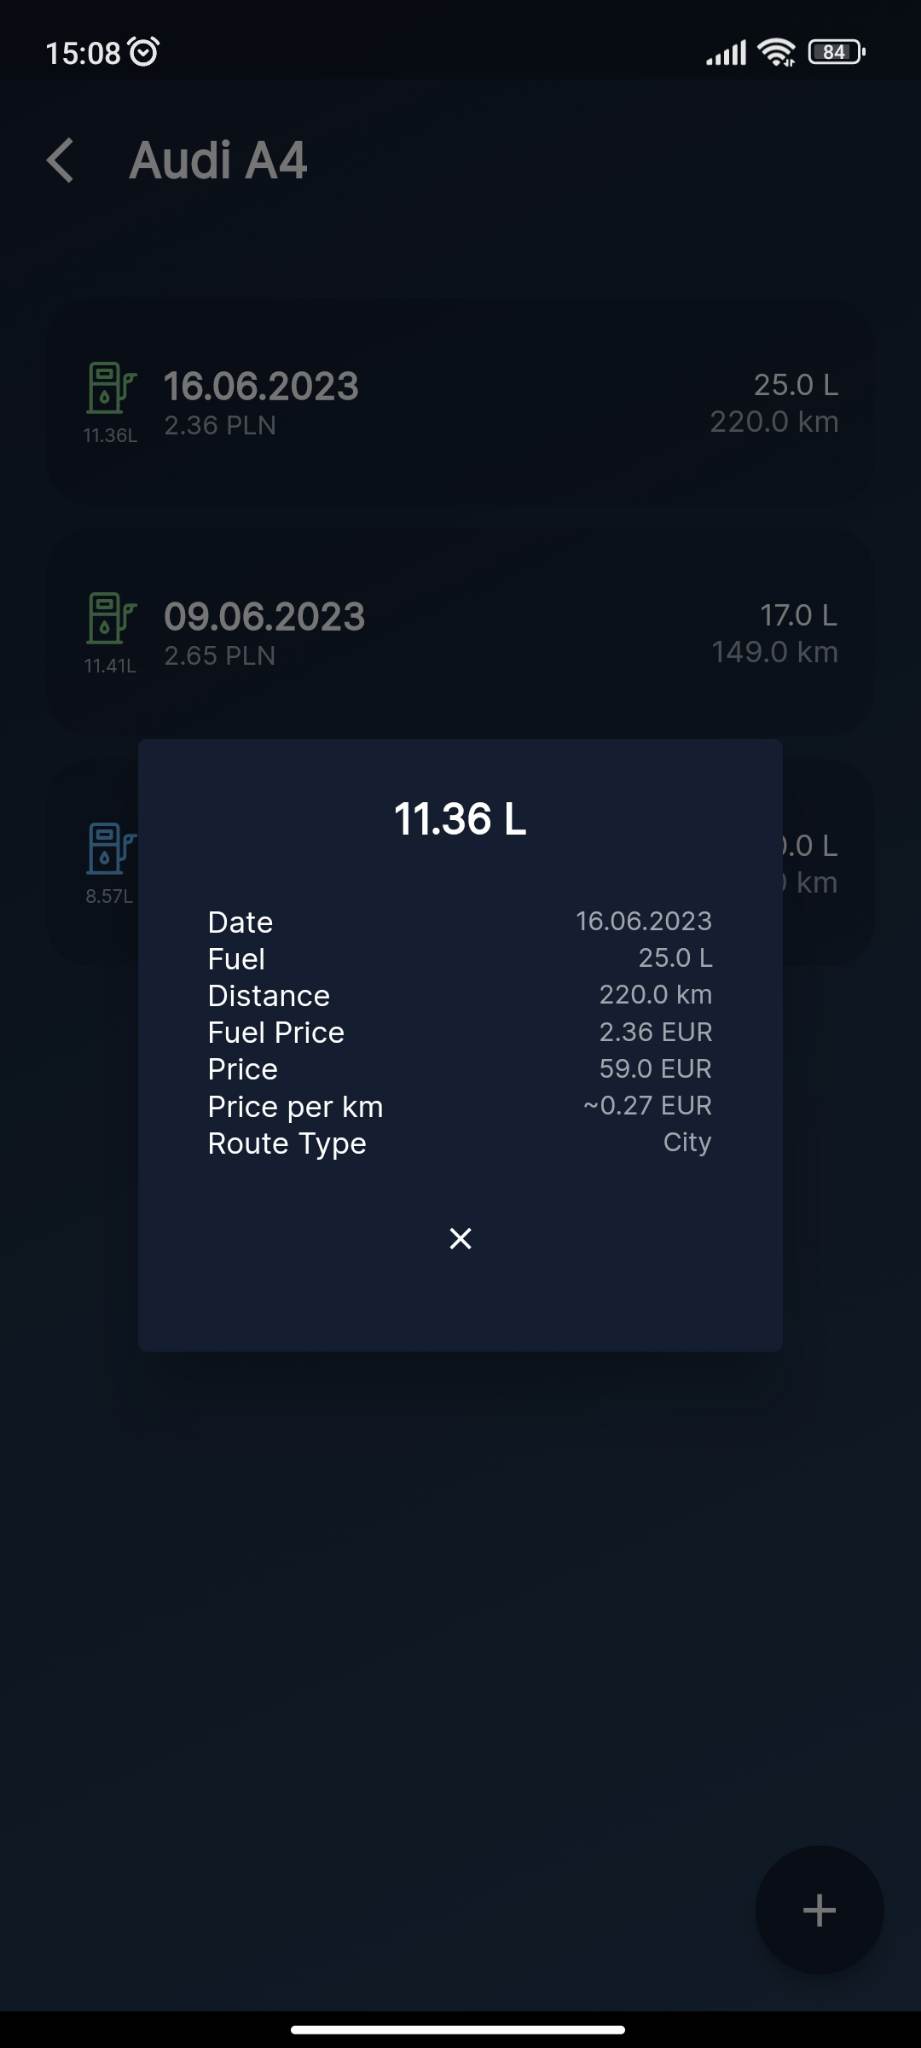 15:08
84
Audi A4
16.06.2023 25.0 L
11.36L 2.36 PLN 220.0 km
09.06.2023 17.0 L
11.41L 2.65 PLN 149.0 km
8.57L .0 L
km
11.36 L
Date 16.06.2023
Fuel 25.0 L
Distance 220.0 km
Fuel Price 2.36 EUR
Price 59.0 EUR
Price per km ~0.27 EUR
Route Type City